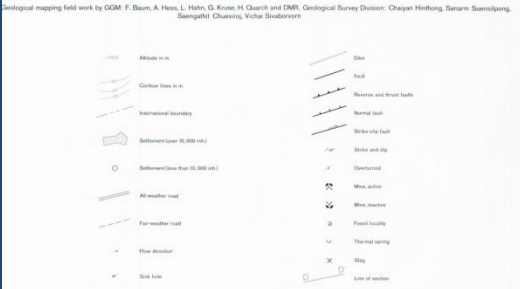 Geological mapping field work by GGM: F. Baum, A. Hess, L. Hahn, G. Kruse, H. Quarch and DMR, Geological Survey Division: Chaiyan Hinthong, Sanarm Suensilpong,
Saengathit Chuaviroj, Vichai Sivaborvorn
Altitude in m
Contour lines in m
International boundary
Settlement (over 10,000 inh.)
Settlement (less than 10,000 inh.)
All-weather road
Fair-weather road
Flow direction
Sink hole
Dike
Fault
Reverse and thrust faults
Normal fault
Strike-slip fault
Strike and dip
Overturned
Mine, active
Mine, inactive
Fossil locality
Thermal spring
Slag
D D'
Line of section